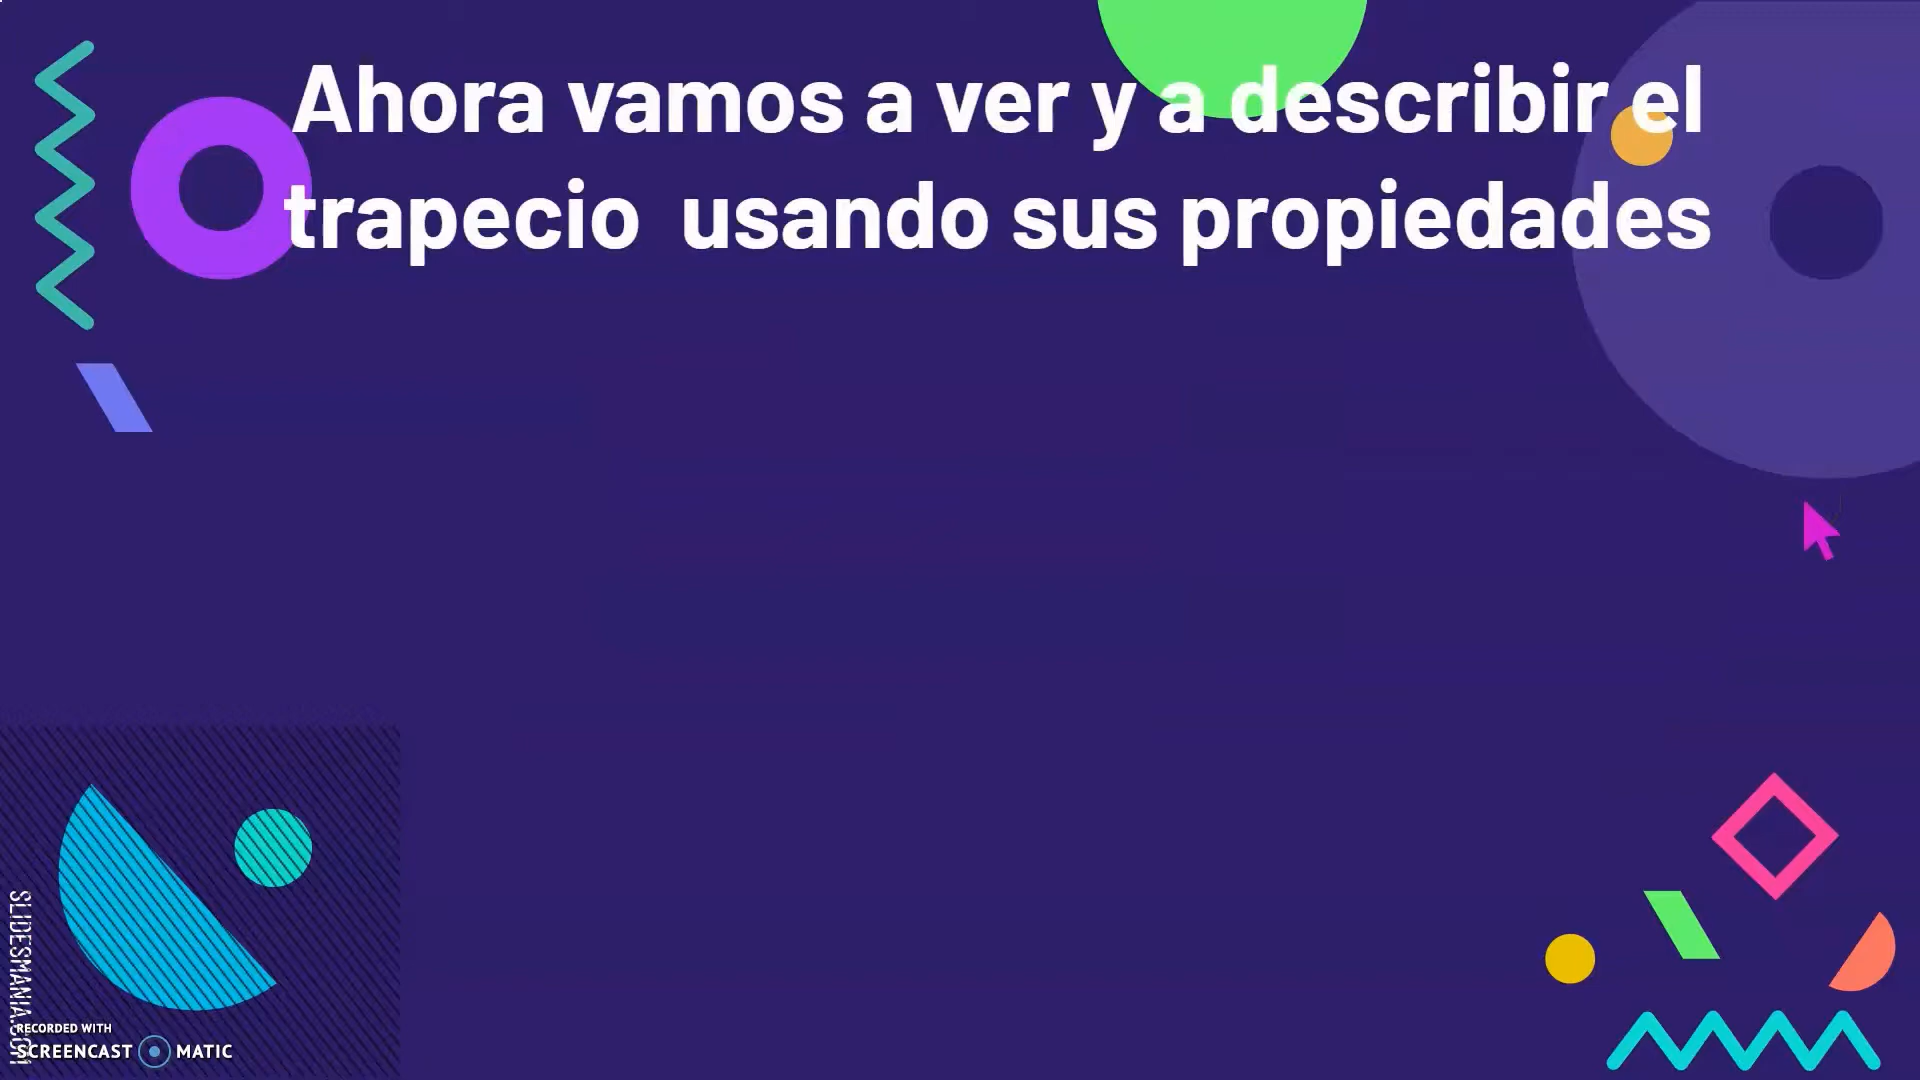 Ahora vamos a ver y a describir el
trapecio usando sus propiedades
SLIDESMANIA.COM
RECORDED WITH
SCREENCAST MATIC